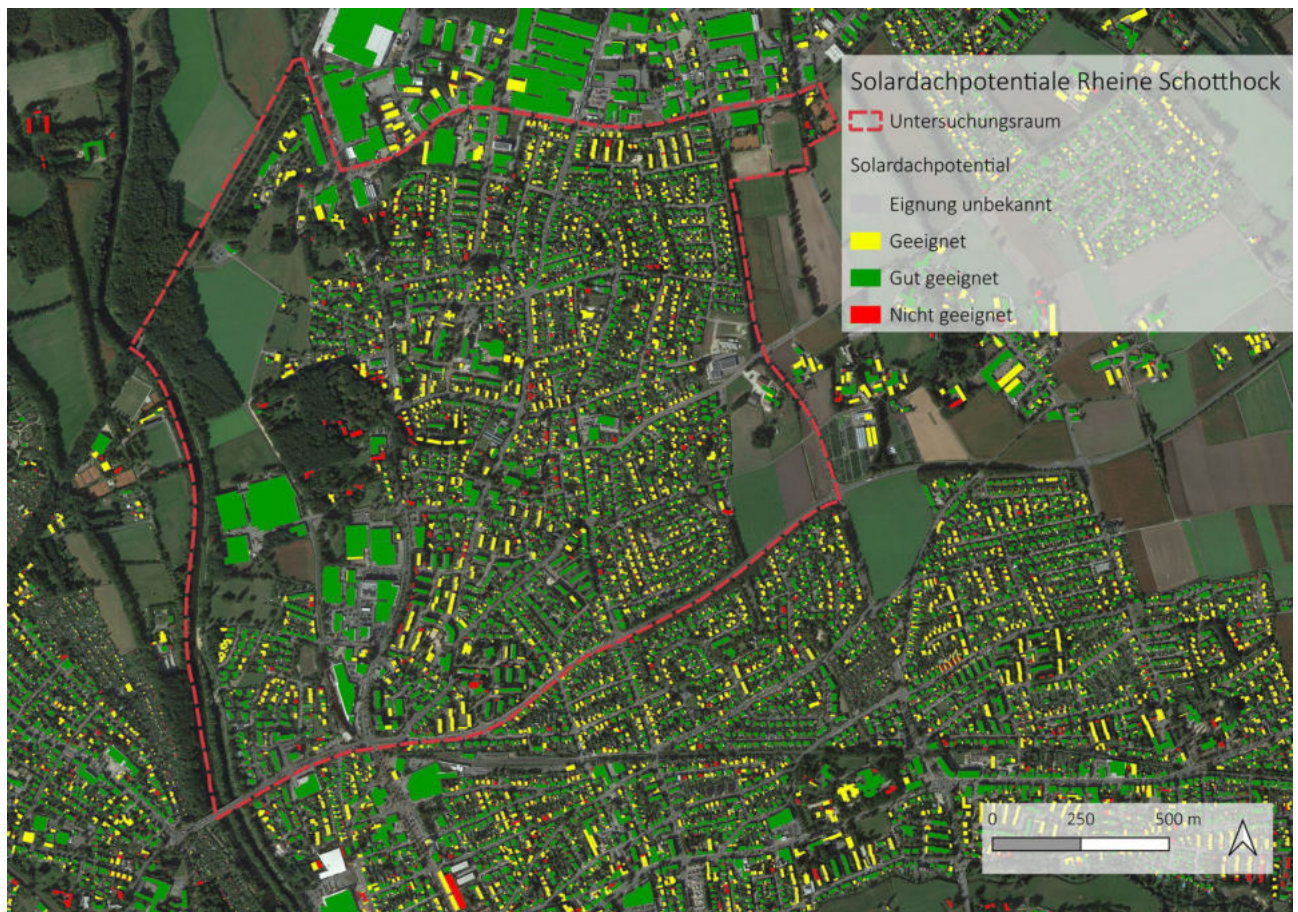 Solardachpotentiale Rheine Schotthock
Untersuchungsraum
Solardachpotential
Eignung unbekannt
Geeignet
Gut geeignet
Nicht geeignet
0 250 500 m